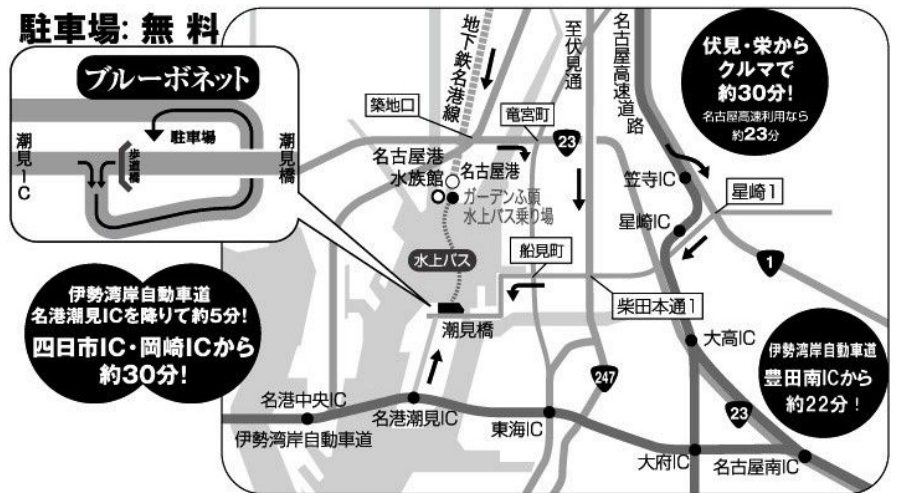 駐車場: 無料
ブルーボネット
潮見IC
歩道橋
駐車場
潮見橋
地下鉄名港線
至伏見通
名古屋高速道路
伏見・栄から
クルマで
約30分!
名古屋高速利用なら
約23分
築地口
竜宮町
23
名古屋港
水族館
名古屋港
ガーデンふ頭
水上バス乗り場
笠寺IC
星崎1
星崎IC
船見町
水上バス
1
柴田本通1
潮見橋
伊勢湾岸自動車道
名港潮見ICを降りて約5分!
四日市IC・岡崎ICから
約30分!
大高IC
伊勢湾岸自動車道
豊田南ICから
約22分!
247
23
名港中央IC
名港潮見IC
東海IC
伊勢湾岸自動車道
大府IC
名古屋南IC